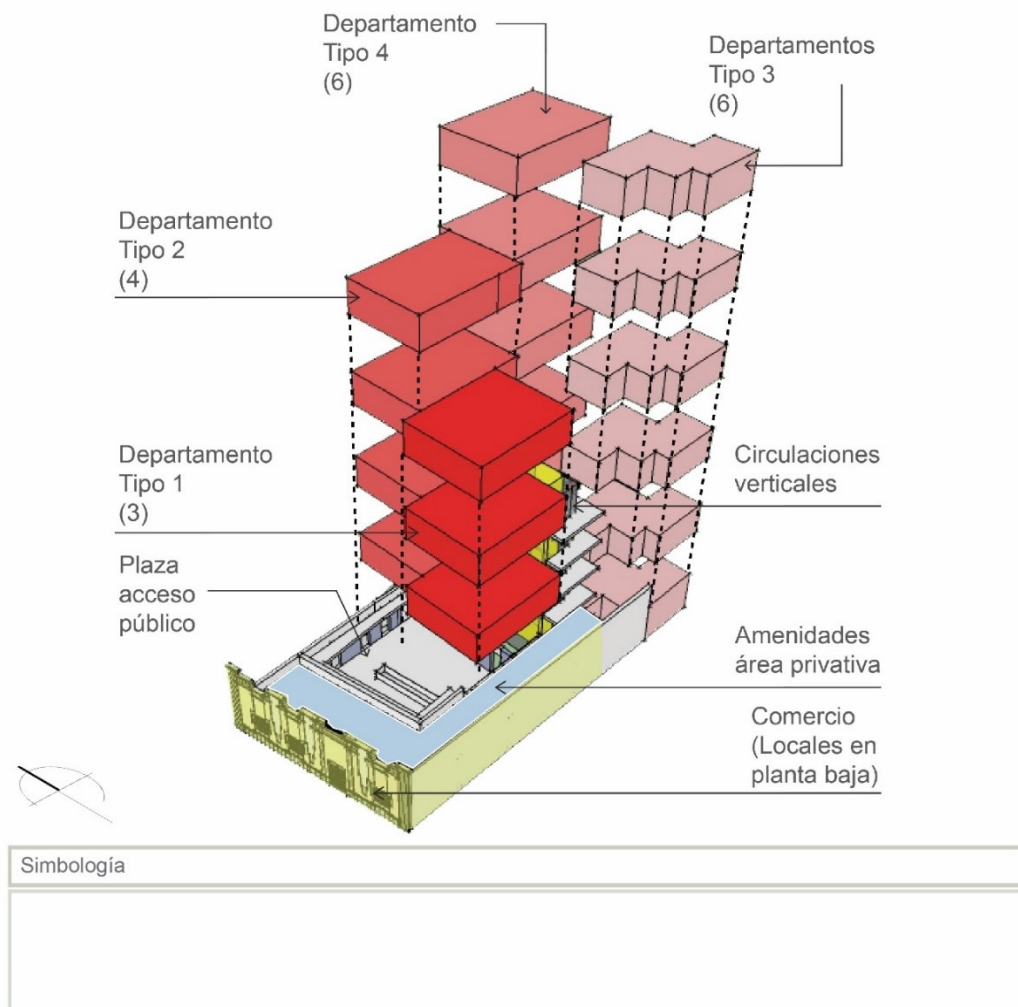 Departamento
Tipo 4
(6)
Departamentos
Tipo 3
(6)
Departamento
Tipo 2
(4)
Departamento
Tipo 1
(3)
Circulaciones
verticales
Plaza
acceso
público
Amenidades
área privativa
Comercio
(Locales en
planta baja)
Simbología